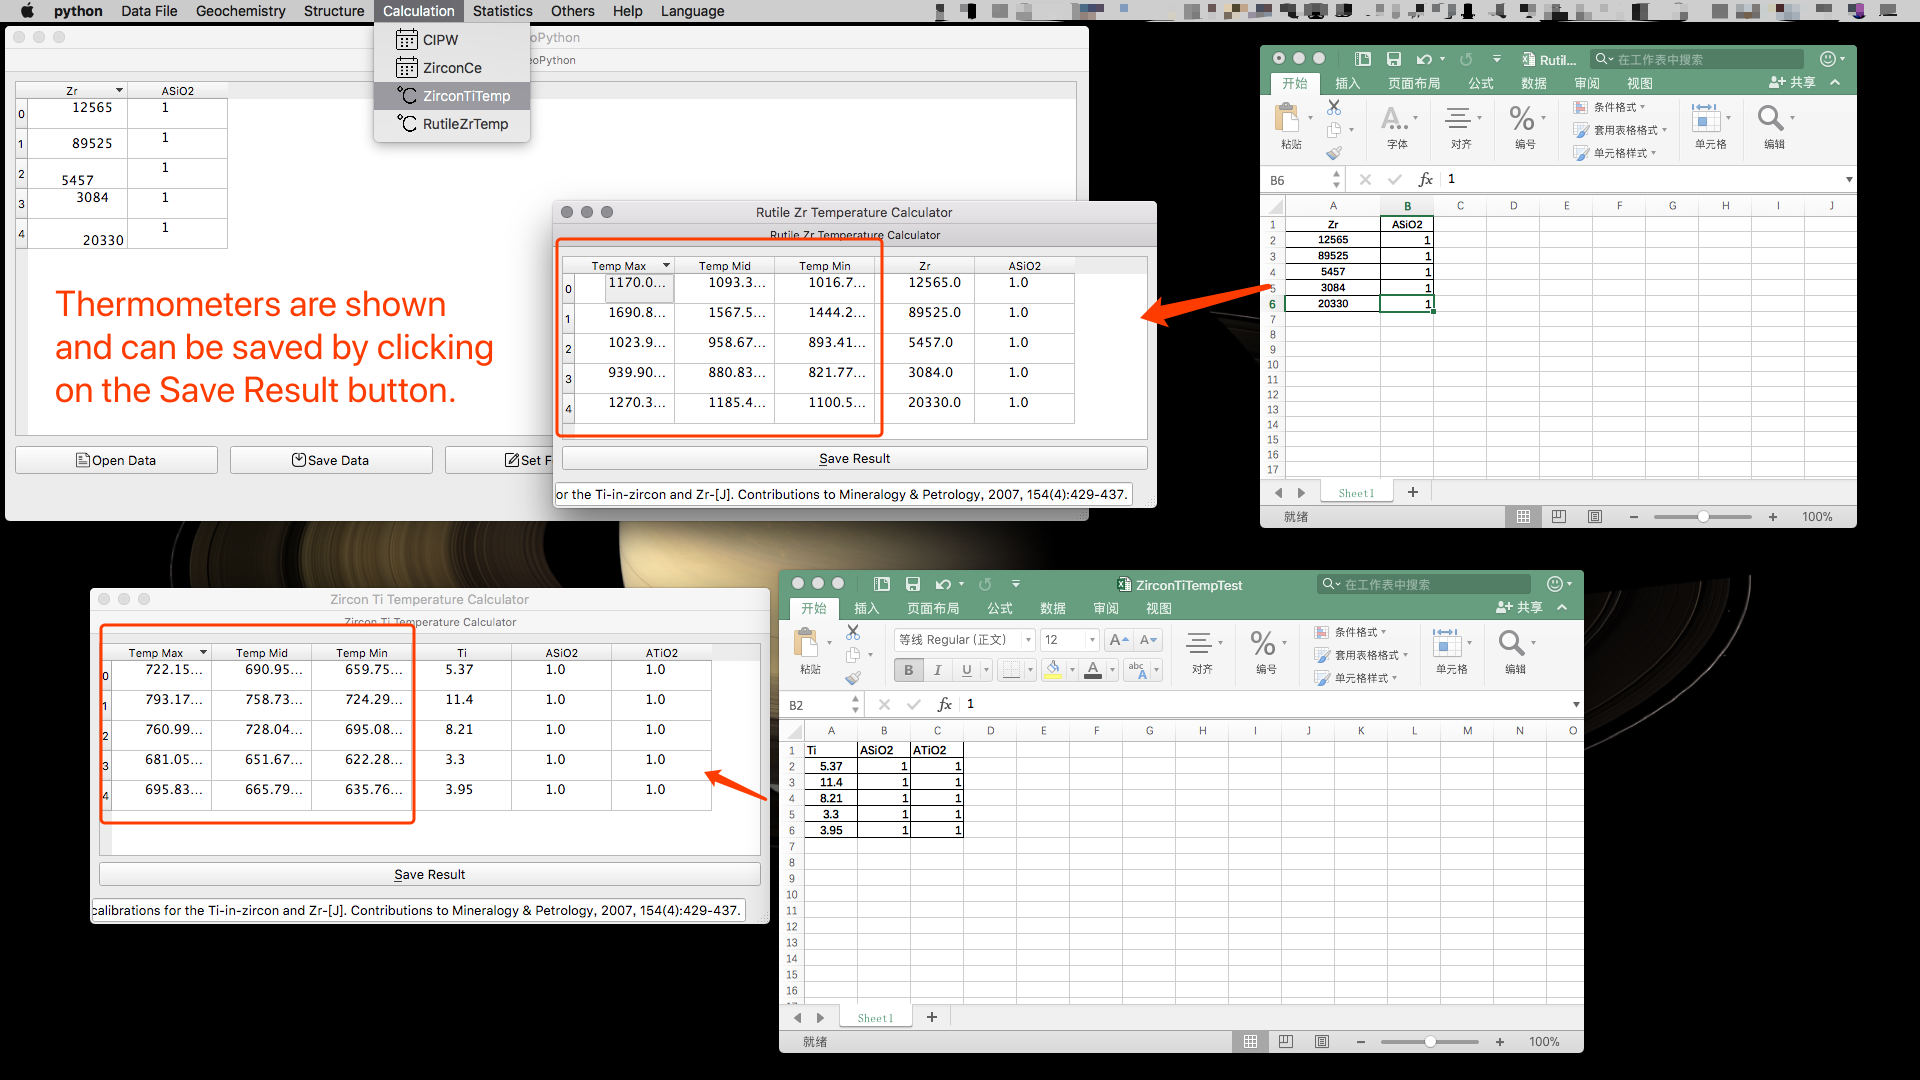 python Data File Geochemistry Structure Calculation Statistics Others Help Language
CIPW
ZirconCe
ZirconTiTemp
RutileZrTemp
oPython
eoPython
Zr ASiO2
0 12565 1
1 89525 1
2 5457 1
3 3084 1
4 20330 1
Thermometers are shown
and can be saved by clicking
on the Save Result button.
Open Data Save Data Set F
Rutile Zr Temperature Calculator
Rutile Zr Temperature Calculator
Temp Max Temp Mid Temp Min Zr ASiO2
0 1170.0... 1093.3... 1016.7... 12565.0 1.0
1 1690.8... 1567.5... 1444.2... 89525.0 1.0
2 1023.9... 958.67... 893.41... 5457.0 1.0
3 939.90... 880.83... 821.77... 3084.0 1.0
4 1270.3... 1185.4... 1100.5... 20330.0 1.0
Save Result
or the Ti-in-zircon and Zr-[J]. Contributions to Mineralogy & Petrology, 2007, 154(4):429-437.
Rutil... 在工作表中搜索
开始 插入 页面布局 公式 数据 审阅 视图 共享
粘贴 字体 对齐 编号 条件格式 套用表格格式 单元格样式 单元格 编辑
B6 fx 1
A B C D E F G H I J
1 Zr ASiO2
2 12565 1
3 89525 1
4 5457 1
5 3084 1
6 20330 1
7
8
9
10
11
12
13
14
15
16
17
Sheet1 +
就绪 100%
Zircon Ti Temperature Calculator
Zircon Ti Temperature Calculator
Temp Max Temp Mid Temp Min Ti ASiO2 ATiO2
0 722.15... 690.95... 659.75... 5.37 1.0 1.0
1 793.17... 758.73... 724.29... 11.4 1.0 1.0
2 760.99... 728.04... 695.08... 8.21 1.0 1.0
3 681.05... 651.67... 622.28... 3.3 1.0 1.0
4 695.83... 665.79... 635.76... 3.95 1.0 1.0
Save Result
calibrations for the Ti-in-zircon and Zr-[J]. Contributions to Mineralogy & Petrology, 2007, 154(4):429-437.
ZirconTiTempTest 在工作表中搜索
开始 插入 页面布局 公式 数据 审阅 视图 共享
粘贴 等线 Regular (正文) 12 A A 对齐 编号 条件格式 套用表格格式 单元格样式 单元格 编辑
B I U A abc A
B2 fx 1
A B C D E F G H I J K L M N O
1 Ti ASiO2 ATiO2
2 5.37 1 1
3 11.4 1 1
4 8.21 1 1
5 3.3 1 1
6 3.95 1 1
7
8
9
10
11
12
13
14
15
16
Sheet1 +
就绪 100%